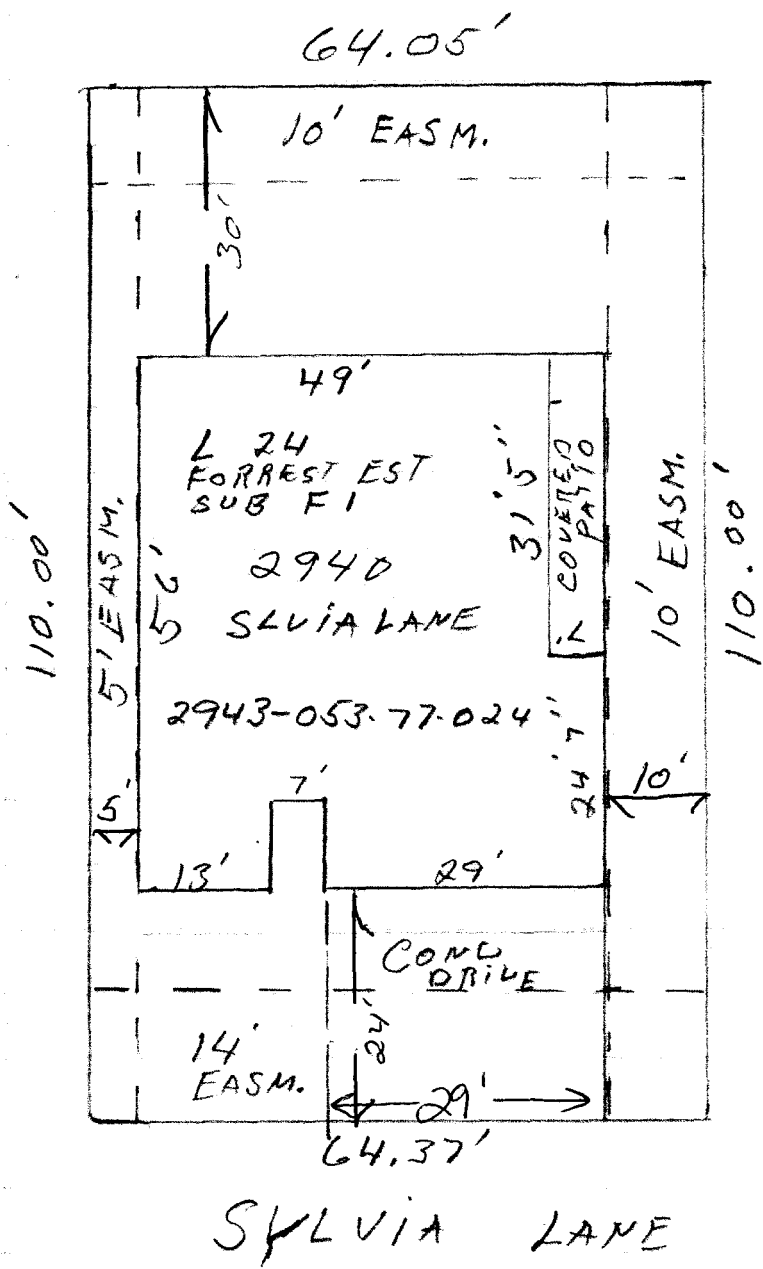 64.05'
10' EASM.
30'
49'
L 24
FORREST EST
SUB F1
2940
SLVIA LANE
2943-053-77-024
31'5"
COVERED
PATIO
110.00'
5' EASM.
56'
10' EASM.
110.00'
24'7"
7'
5'
10'
13'
29'
CONC
DRIVE
24'
14'
EASM.
29'
64.37'
SYLVIA LANE